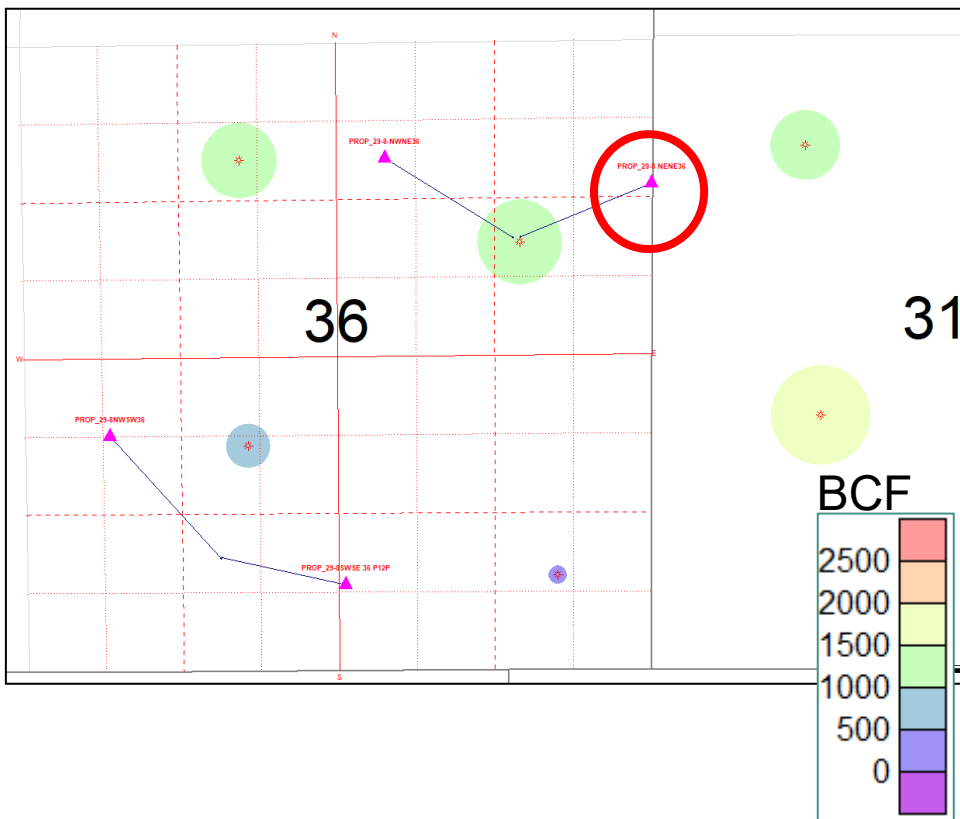 N
PROP_29-8-NWNE36
PROP_29-8 NENE36
36
31
W
E
PROP_29-8NWSW36
BCF
2500
2000
1500
1000
500
0
PROP_29-8SWSE 36 P12P
S